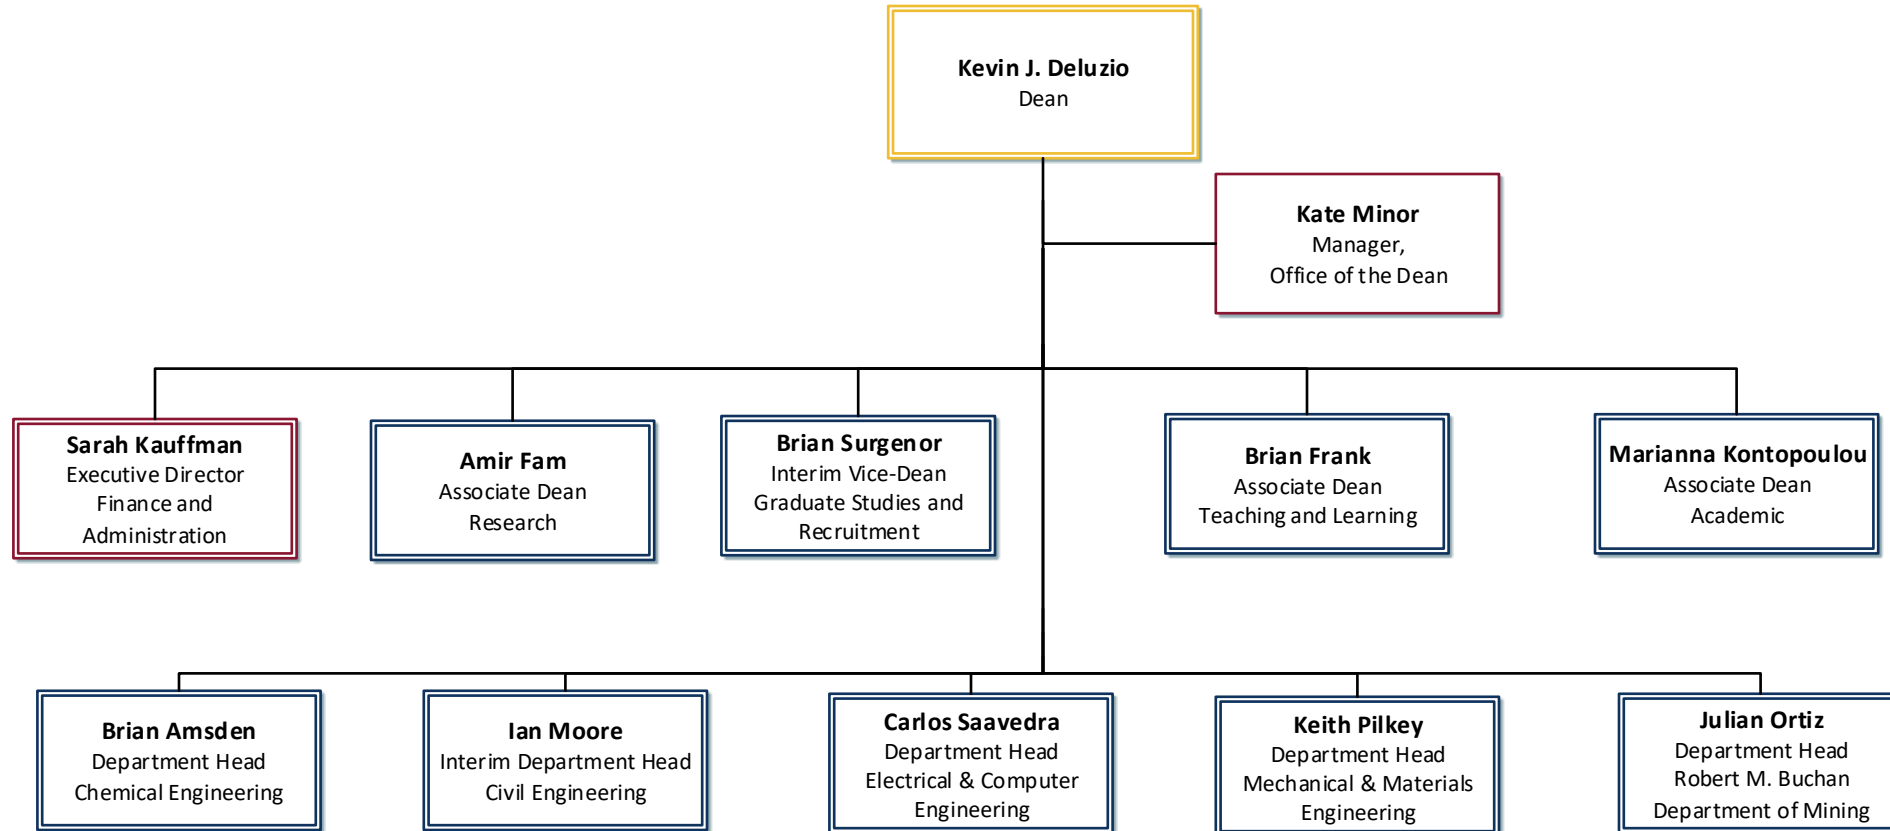 Kevin J. Deluzio
Dean
Kate Minor
Manager,
Office of the Dean
Sarah Kauffman
Executive Director
Finance and
Administration
Amir Fam
Associate Dean
Research
Brian Surgenor
Interim Vice-Dean
Graduate Studies and
Recruitment
Brian Frank
Associate Dean
Teaching and Learning
Marianna Kontopoulou
Associate Dean
Academic
Brian Amsden
Department Head
Chemical Engineering
Ian Moore
Interim Department Head
Civil Engineering
Carlos Saavedra
Department Head
Electrical & Computer
Engineering
Keith Pilkey
Department Head
Mechanical & Materials
Engineering
Julian Ortiz
Department Head
Robert M. Buchan
Department of Mining